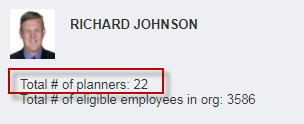 RICHARD JOHNSON
Total # of planners: 22
Total # of eligible employees in org: 3586